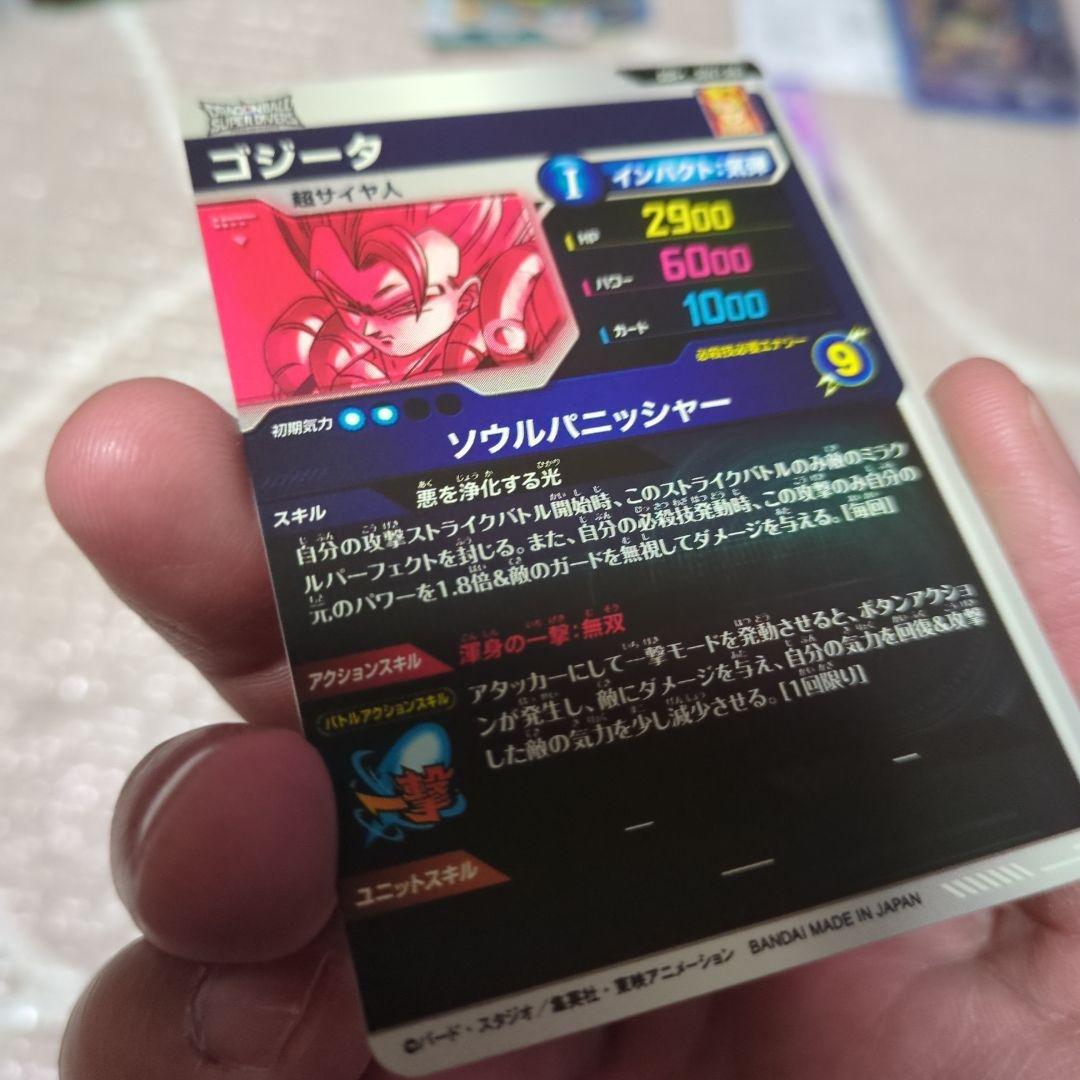 DRAGONBALL
SUPER DIVERS
ゴジータ
超サイヤ人
I インパクト:気弾
HP 2900
パワー 6000
ガード 1000
必殺技必要エナジー 9
初期気力
ソウルパニッシャー
スキル 悪を浄化する光
自分の攻撃ストライクバトル開始時、このストライクバトルのみ敵のミラク
ルパーフェクトを封じる。また、自分の必殺技発動時、この攻撃のみ自分の
元のパワーを1.8倍&敵のガードを無視してダメージを与える。[毎回]
アクションスキル 渾身の一撃:無双
バトルアクションスキル
アタッカーにして一撃モードを発動させると、ボタンアクショ
ンが発生し、敵にダメージを与え、自分の気力を回復&攻撃
した敵の気力を少し減少させる。[1回限り]
一撃
ユニットスキル
©バード・スタジオ/集英社・東映アニメーション BANDAI MADE IN JAPAN